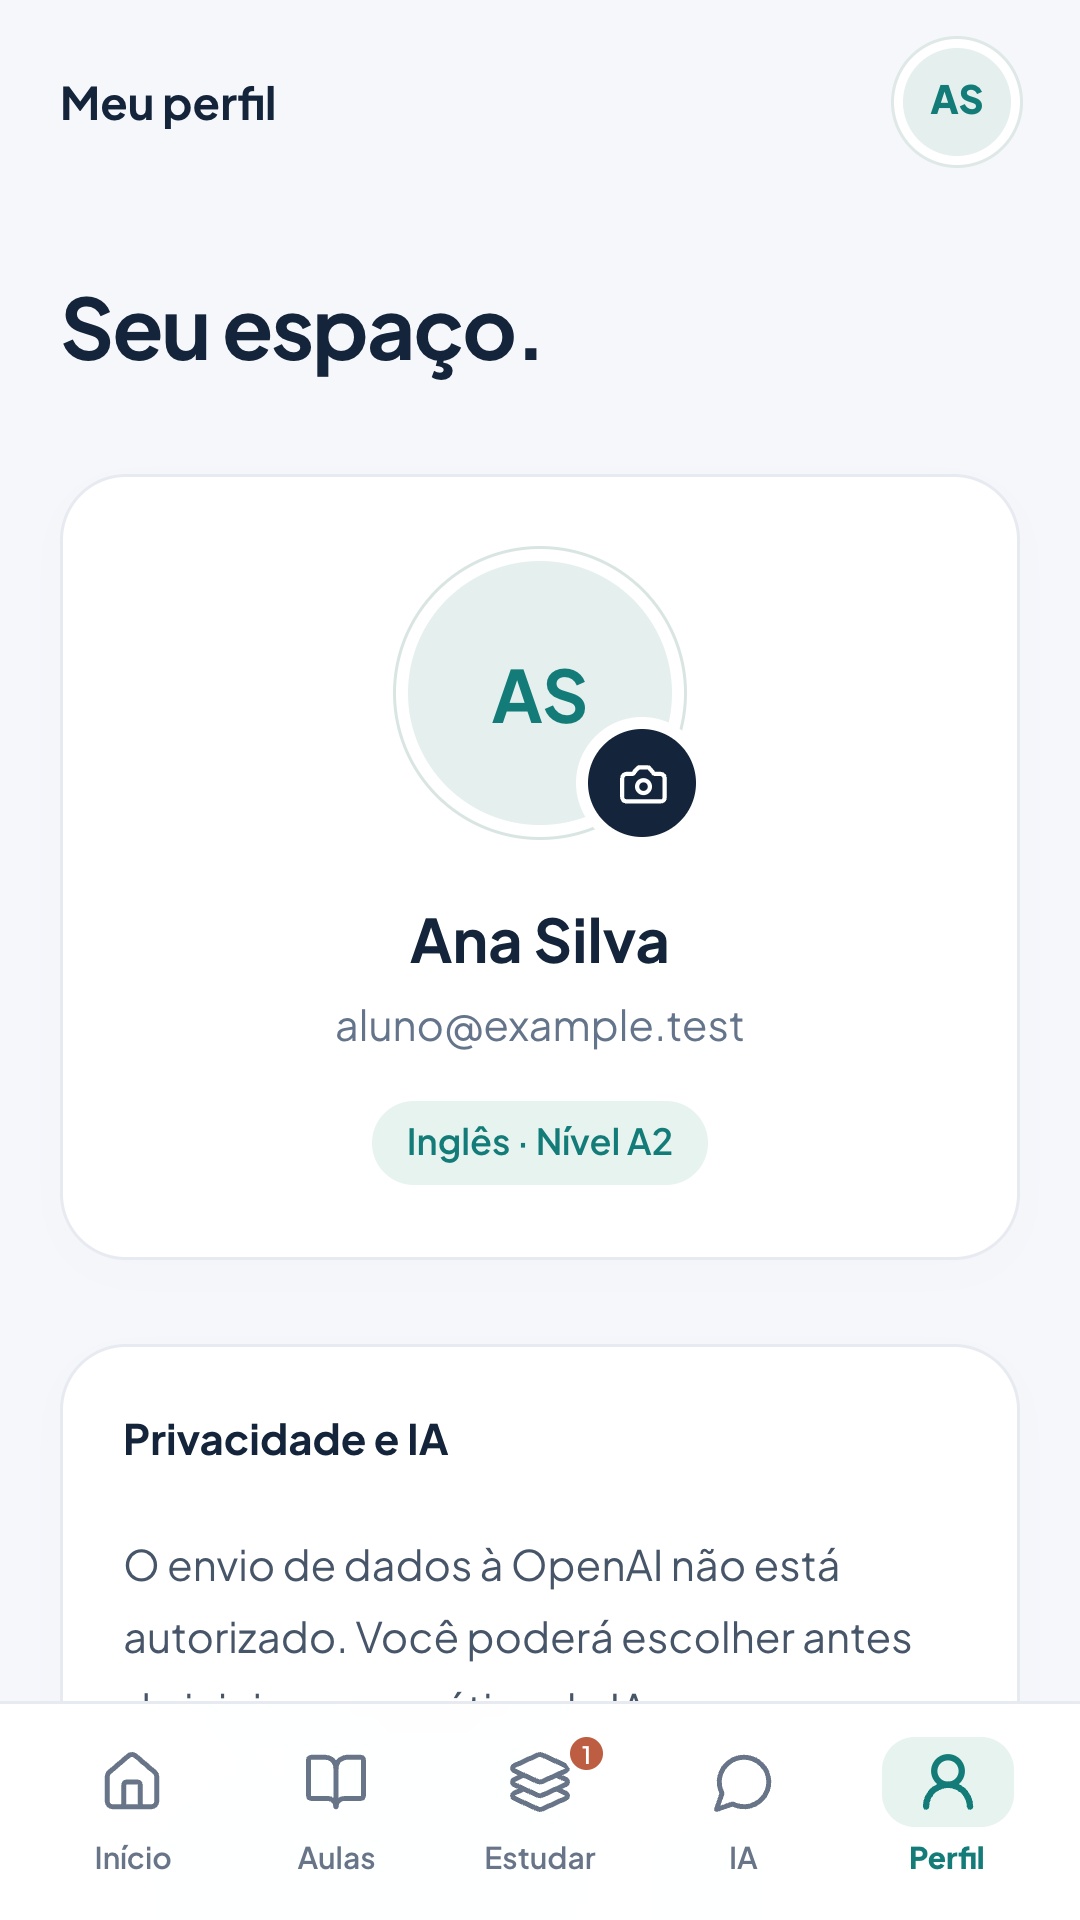 Meu perfil
AS
Seu espaço.
AS
Ana Silva
aluno@example.test
Inglês · Nível A2
Privacidade e IA
O envio de dados à OpenAI não está
autorizado. Você poderá escolher antes
1
Início
Aulas
Estudar
IA
Perfil